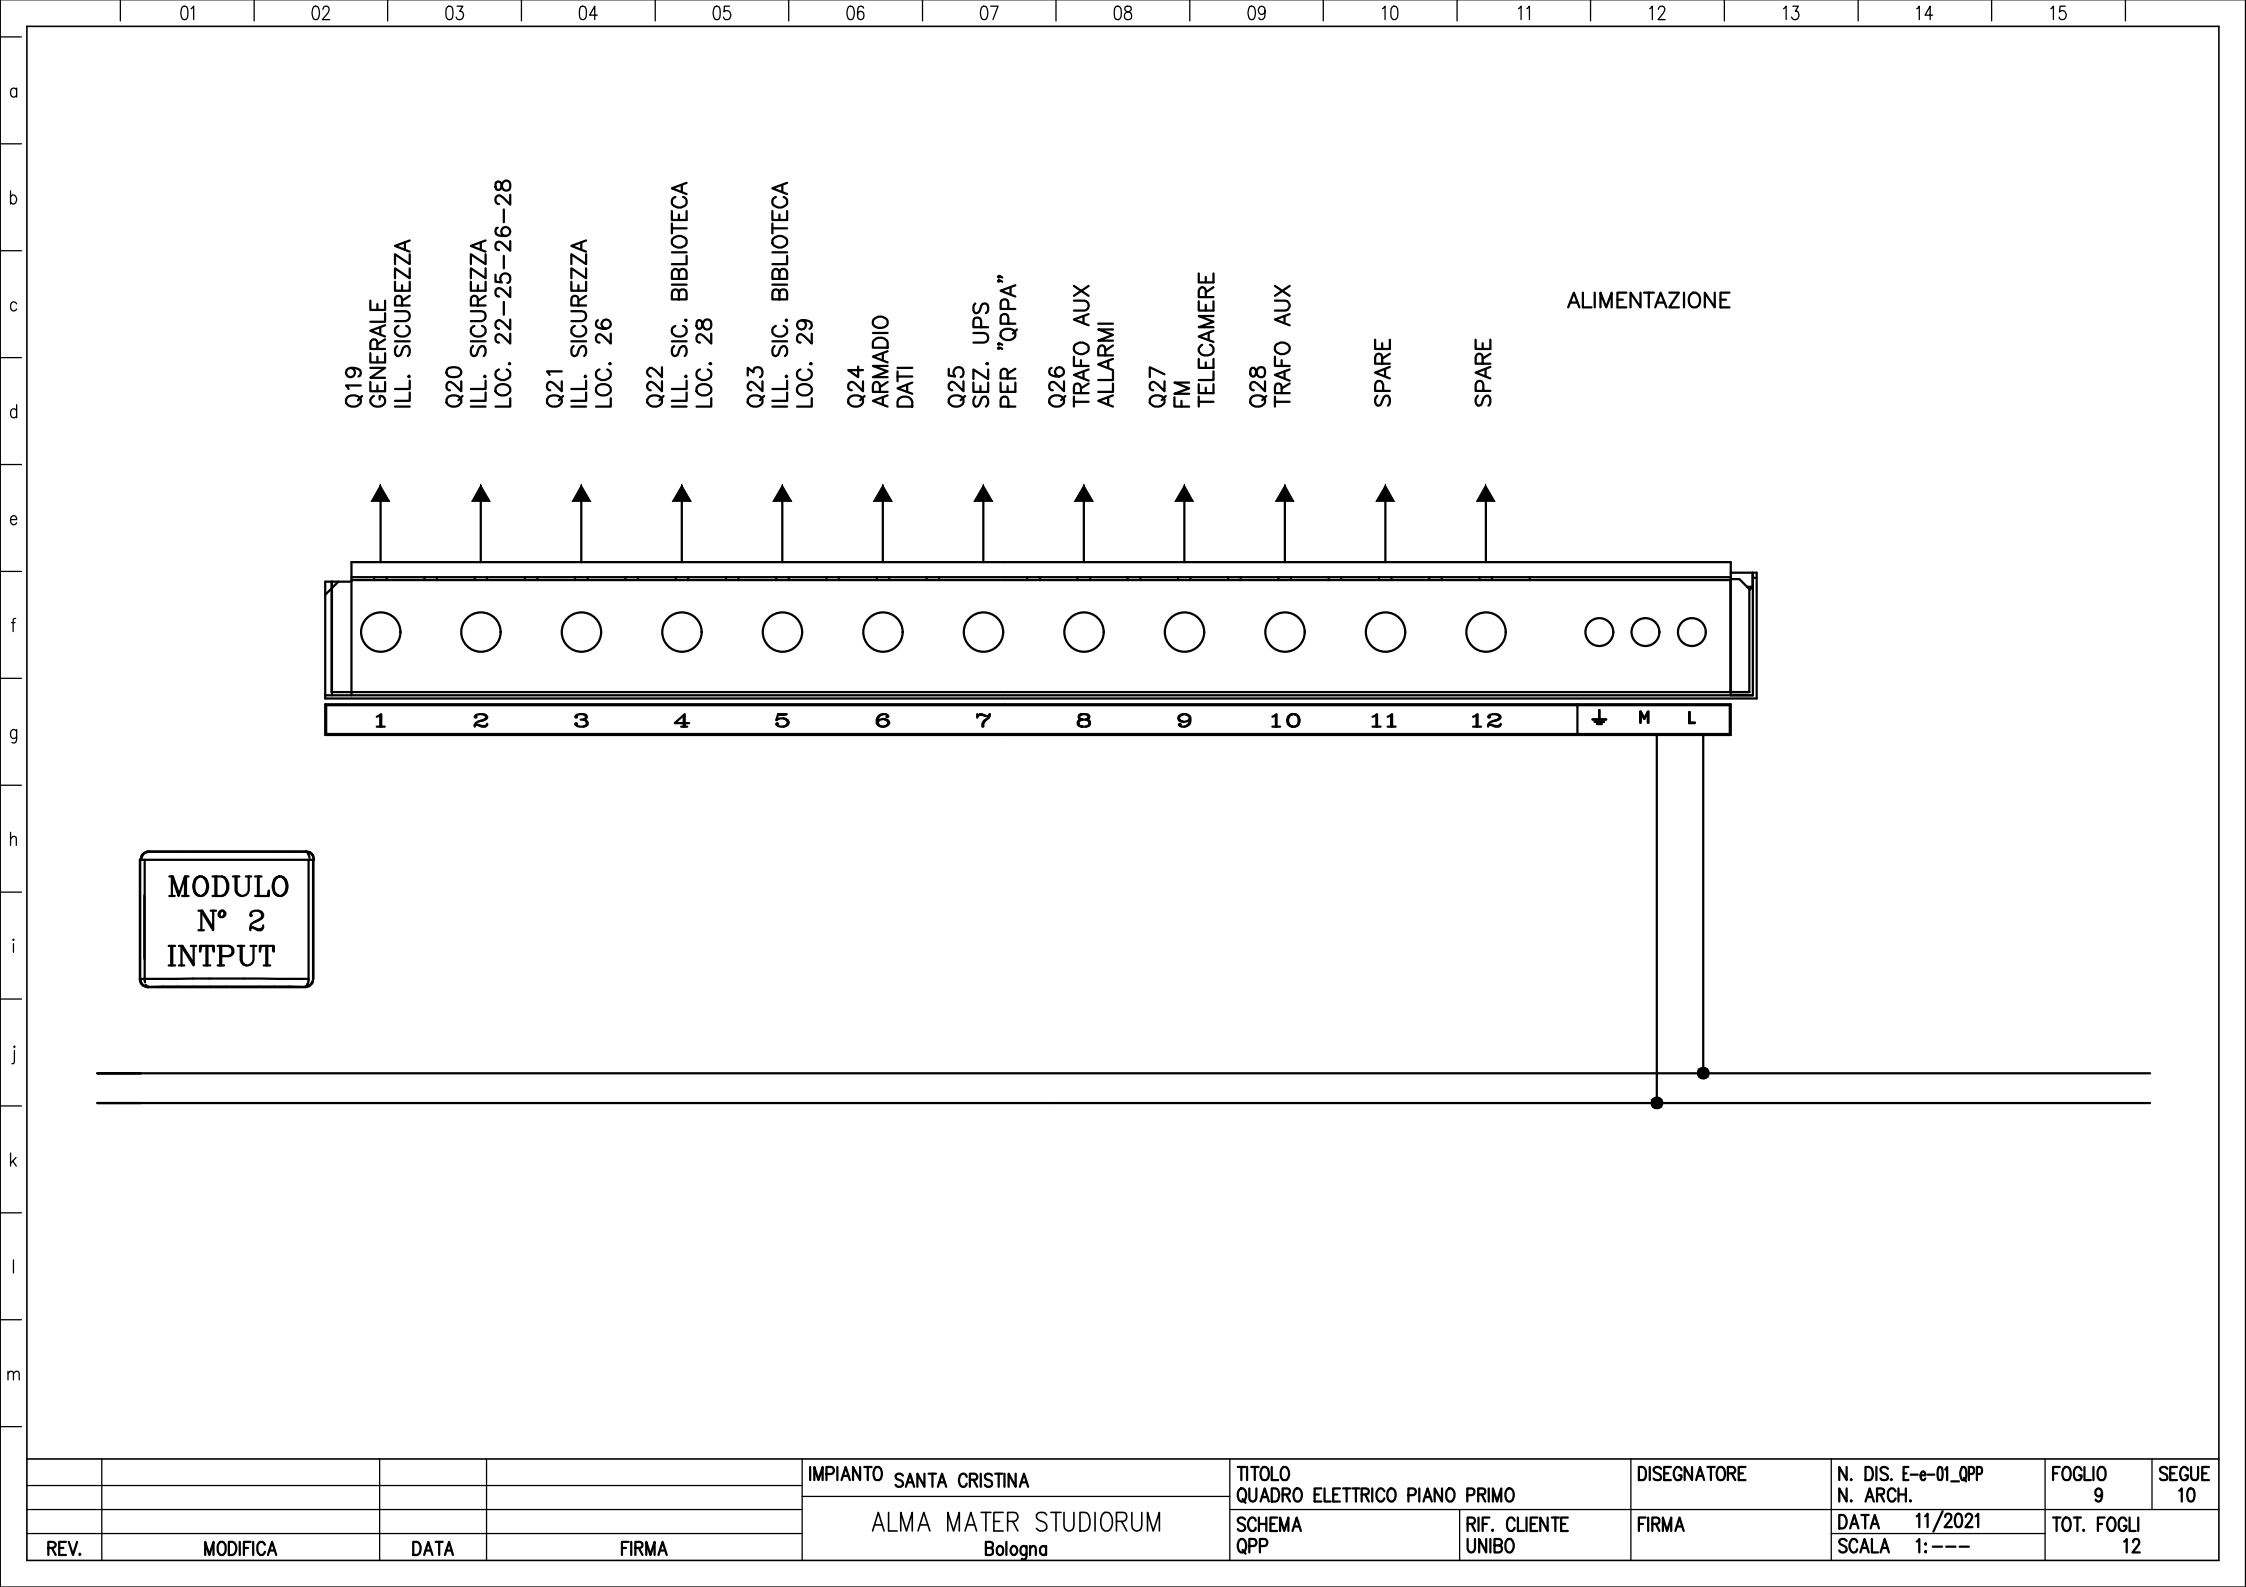 01 02 03 04 05 06 07 08 09 10 11 12 13 14 15
a
b
c
d
e
f
g
h
i
j
k
l
m
Q19
GENERALE
ILL. SICUREZZA
Q20
ILL. SICUREZZA
LOC. 22-25-26-28
Q21
ILL. SICUREZZA
LOC. 26
Q22
ILL. SIC. BIBLIOTECA
LOC. 28
Q23
ILL. SIC. BIBLIOTECA
LOC. 29
Q24
ARMADIO
DATI
Q25
SEZ. UPS
PER "QPPA"
Q26
TRAFO AUX
ALLARMI
Q27
FM
TELECAMERE
Q28
TRAFO AUX
SPARE
SPARE
ALIMENTAZIONE
1 2 3 4 5 6 7 8 9 10 11 12 M L
MODULO
N° 2
INTPUT
REV. MODIFICA DATA FIRMA
IMPIANTO SANTA CRISTINA
ALMA MATER STUDIORUM
Bologna
TITOLO
QUADRO ELETTRICO PIANO PRIMO
SCHEMA
QPP
RIF. CLIENTE
UNIBO
DISEGNATORE
FIRMA
N. DIS. E-e-01_QPP
N. ARCH.
DATA 11/2021
SCALA 1:---
FOGLIO
9
SEGUE
10
TOT. FOGLI
12